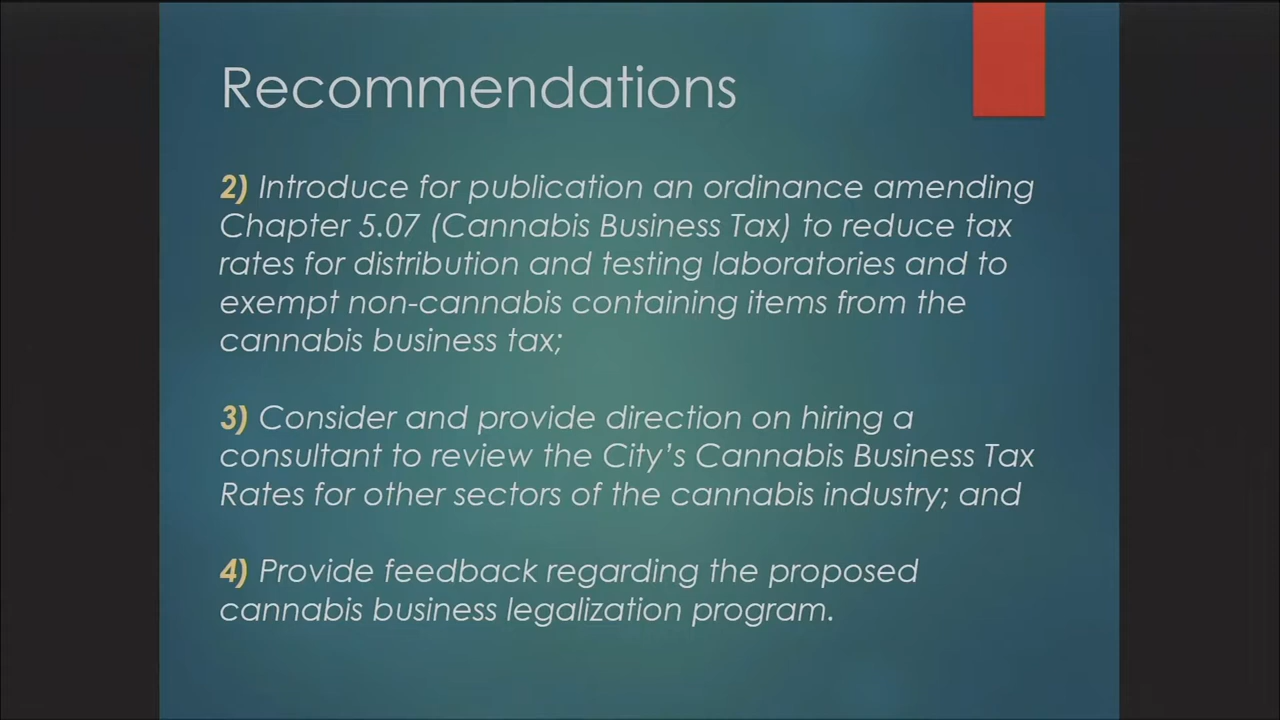 Recommendations
2) Introduce for publication an ordinance amending
Chapter 5.07 (Cannabis Business Tax) to reduce tax
rates for distribution and testing laboratories and to
exempt non-cannabis containing items from the
cannabis business tax;
3) Consider and provide direction on hiring a
consultant to review the City’s Cannabis Business Tax
Rates for other sectors of the cannabis industry; and
4) Provide feedback regarding the proposed
cannabis business legalization program.